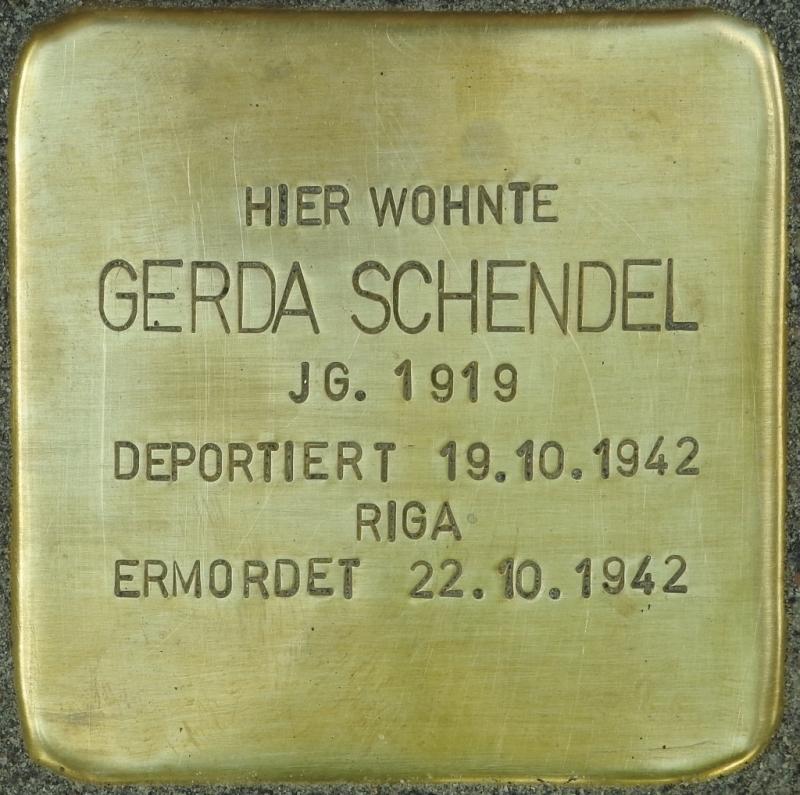 HIER WOHNTE
GERDA SCHENDEL
JG. 1919
DEPORTIERT 19.10.1942
RIGA
ERMORDET 22.10.1942